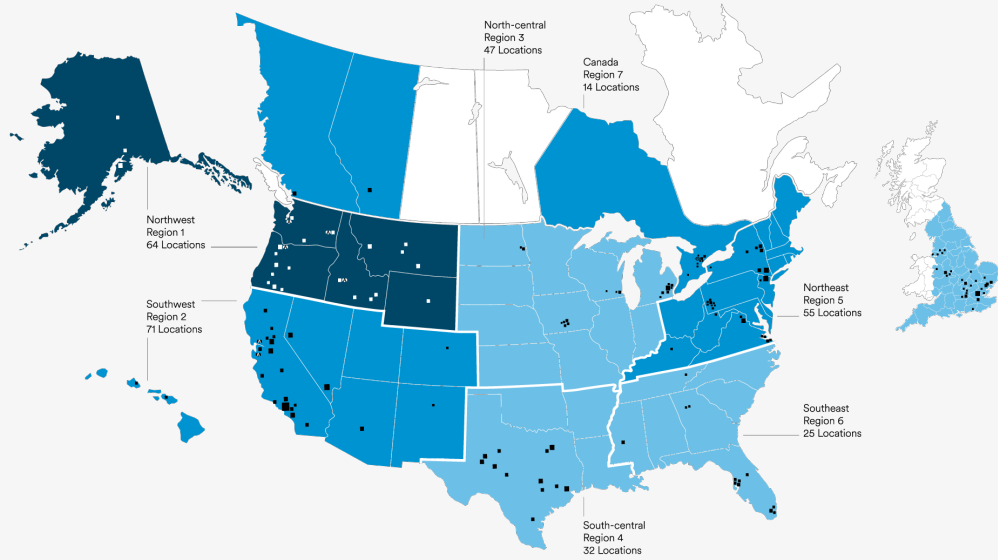 North-central
Region 3
47 Locations
Canada
Region 7
14 Locations
Northwest
Region 1
64 Locations
Southwest
Region 2
71 Locations
Northeast
Region 5
55 Locations
Southeast
Region 6
25 Locations
South-central
Region 4
32 Locations